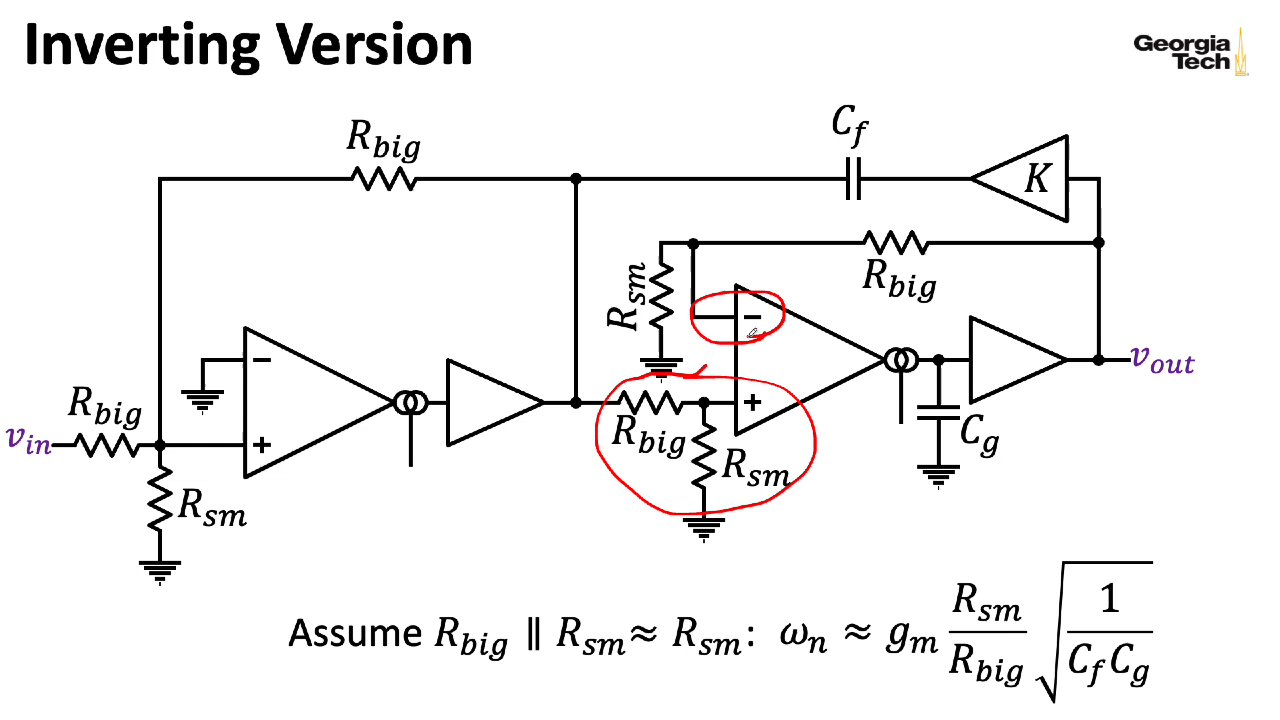 Inverting Version
Georgia
Tech
R_big
C_f
K
R_sm
R_big
−
−
v_out
R_big
v_in
+
+
R_big
C_g
R_sm
R_sm
Assume R_big ∥ R_sm ≈ R_sm: ω_n ≈ g_m R_sm/R_big √(1/(C_f C_g))